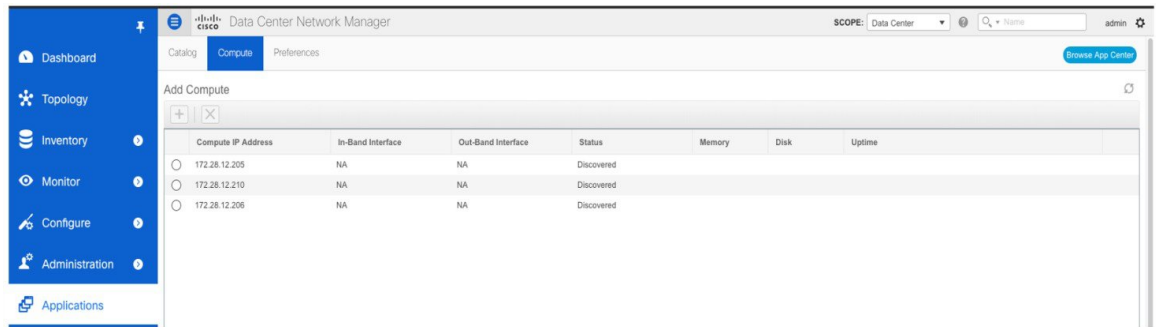 cisco Data Center Network Manager SCOPE: Data Center Name admin
Catalog Compute Preferences Browse App Center
Dashboard
Topology
Inventory
Monitor
Configure
Administration
Applications
Add Compute
Compute IP Address In-Band Interface Out-Band Interface Status Memory Disk Uptime
172.28.12.205 NA NA Discovered
172.28.12.210 NA NA Discovered
172.28.12.206 NA NA Discovered